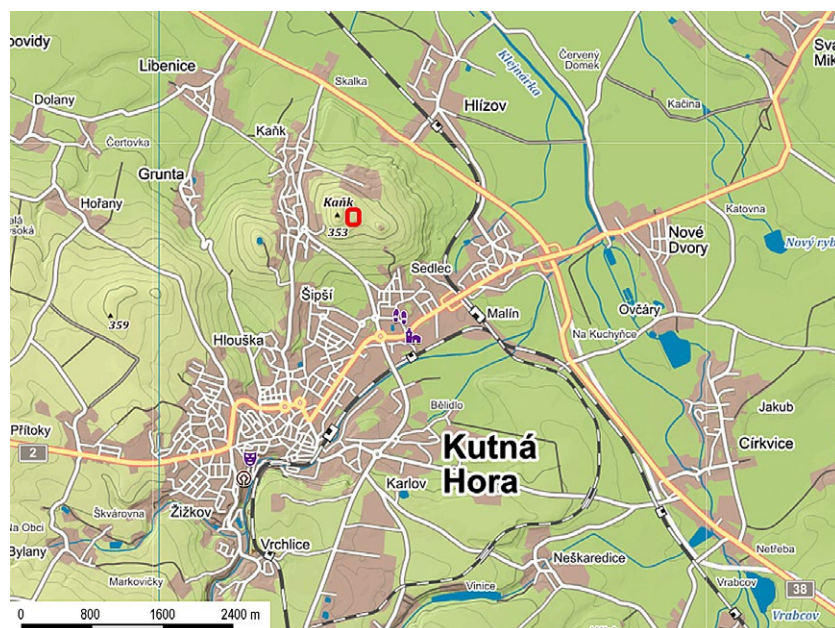 povidy
Libenice
Skalka
Klejnárka
Červený
Domek
Sva
Mik
Dolany
Hlízov
Kačina
Čertovka
Kaňk
Grunta
Hořany
Kaňk
353
Katovna
Nové
Dvory
Nový ryb
Sedlec
Šipší
Malín
Ovčáry
359
Hlouška
Na Kuchyňce
Přítoky
2
Bělidlo
Kutná
Hora
Jakub
Církvice
Karlov
Škvárovna
Žižkov
Na Obci
Bylany
Vrchlice
Neškaredice
Netřeba
Markovičky
Vinice
Vrabcov
38
Vrabcov
0 800 1600 2400 m